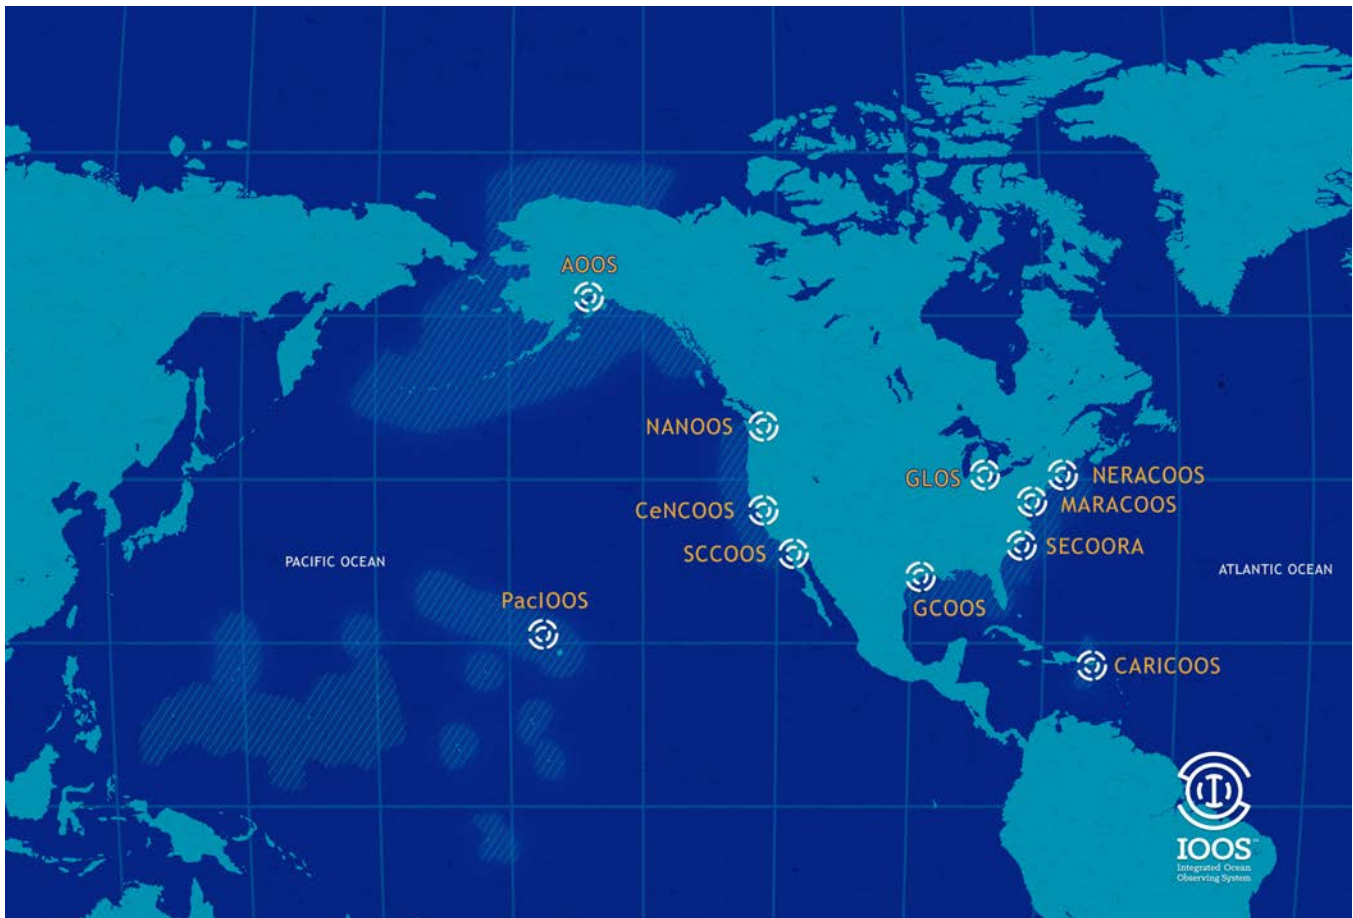 AOOS
NANOOS
GLOS
NERACOOS
CeNCOOS
MARACOOS
SCCOOS
SECOORA
PACIFIC OCEAN
ATLANTIC OCEAN
PacIOOS
GCOOS
CARICOOS
IOOS™
Integrated Ocean
Observing System